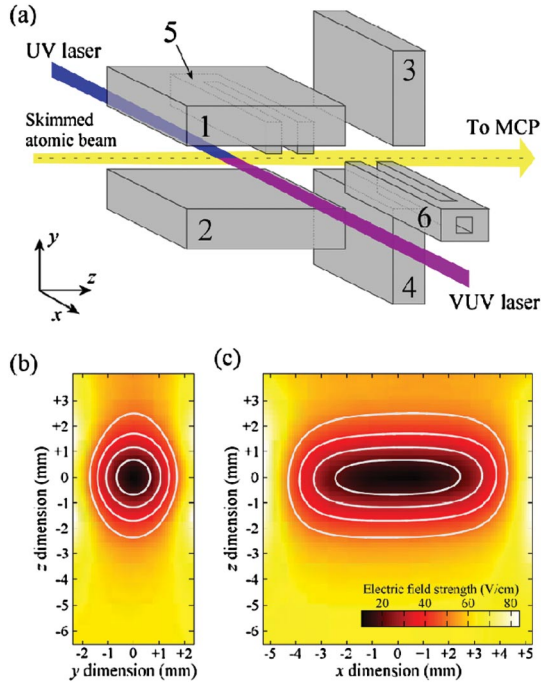 (a)
5
UV laser
3
1
To MCP
Skimmed
atomic beam
2
6
4
y
z
x
VUV laser
(b)
(c)
+3
+2
+1
0
-1
-2
-3
-4
-5
-6
z dimension (mm)
-2 -1 0 +1 +2
y dimension (mm)
+3
+2
+1
0
-1
-2
-3
-4
-5
-6
z dimension (mm)
Electric field strength (V/cm)
20 40 60 80
-5 -4 -3 -2 -1 0 +1 +2 +3 +4 +5
x dimension (mm)